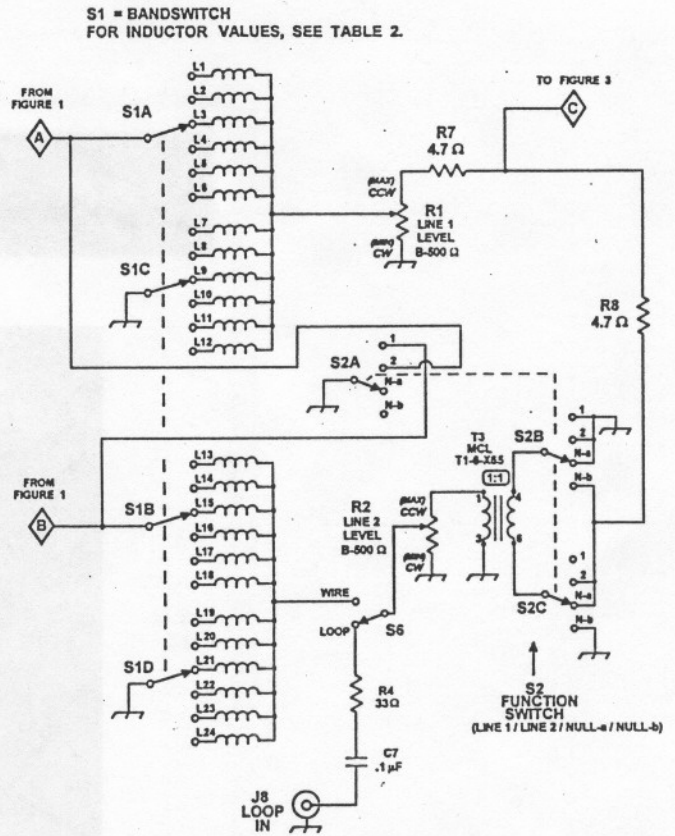 S1 = BANDSWITCH
FOR INDUCTOR VALUES, SEE TABLE 2.
FROM
FIGURE 1
A
S1A
L1
L2
L3
L4
L5
L6
L7
L8
L9
L10
L11
L12
S1C
TO FIGURE 3
C
R7
4.7 Ω
(MAX)
CCW
R1
LINE 1
LEVEL
B-500 Ω
(MIN)
CW
R8
4.7 Ω
S2A
1
2
N-a
N-b
FROM
FIGURE 1
B
S1B
L13
L14
L15
L16
L17
L18
L19
L20
L21
L22
L23
L24
S1D
T3
MCL
T1-6-X65
1:1
1
3
4
6
S2B
1
2
N-a
N-b
R2
LINE 2
LEVEL
B-500 Ω
(MAX)
CCW
(MIN)
CW
WIRE
LOOP
S6
S2C
1
2
N-a
N-b
R4
33Ω
C7
.1 µF
J8
LOOP
IN
S2
FUNCTION
SWITCH
(LINE 1 / LINE 2 / NULL-a / NULL-b)